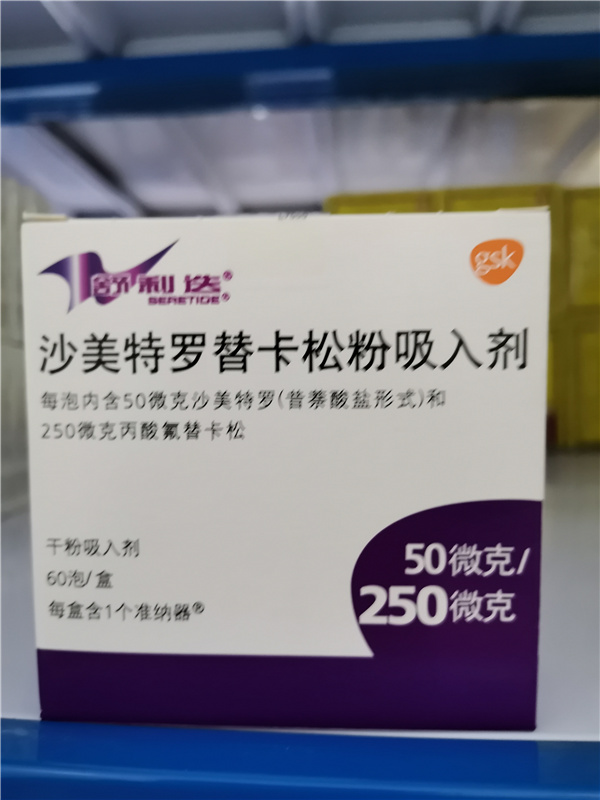 舒利迭®
SERETIDE®
gsk
沙美特罗替卡松粉吸入剂
每泡内含50微克沙美特罗(昔萘酸盐形式)和
250微克丙酸氟替卡松
干粉吸入剂
60泡/盒
每盒含1个准纳器®
50微克/
250微克